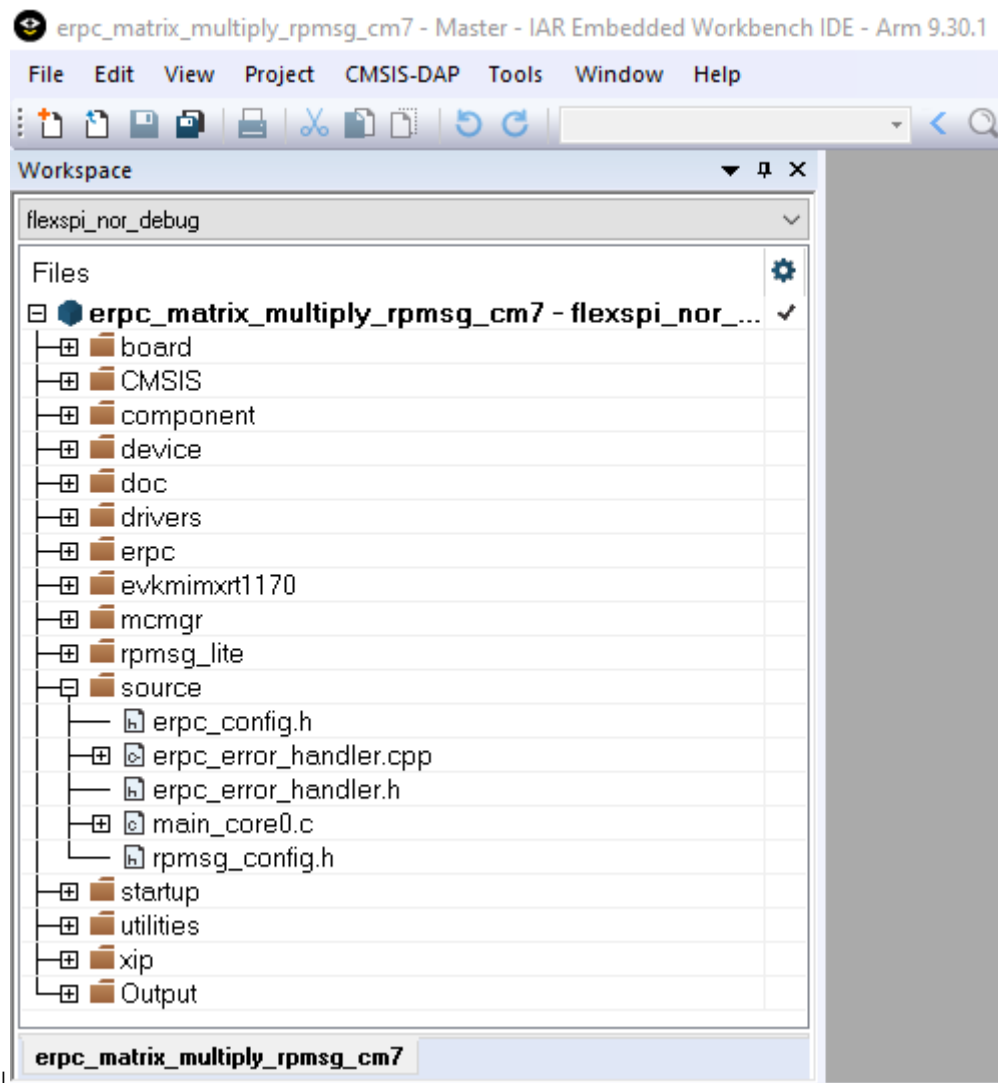 erpc_matrix_multiply_rpmsg_cm7 - Master - IAR Embedded Workbench IDE - Arm 9.30.1
File Edit View Project CMSIS-DAP Tools Window Help
Workspace
flexspi_nor_debug
Files
erpc_matrix_multiply_rpmsg_cm7 - flexspi_nor_...
board
CMSIS
component
device
doc
drivers
erpc
evkmimxrt1170
mcmgr
rpmsg_lite
source
erpc_config.h
erpc_error_handler.cpp
erpc_error_handler.h
main_core0.c
rpmsg_config.h
startup
utilities
xip
Output
erpc_matrix_multiply_rpmsg_cm7